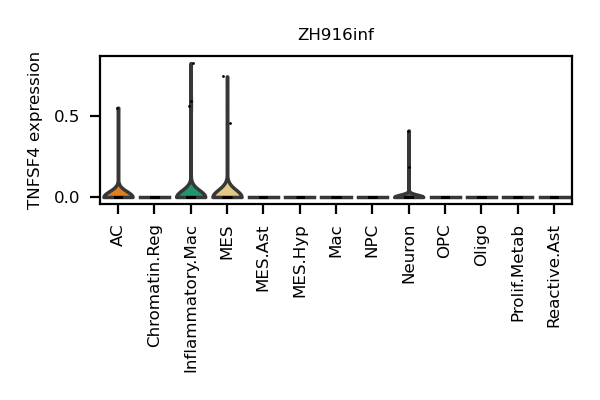 ZH916inf
TNFSF4 expression
0.5
0.0
AC
Chromatin.Reg
Inflammatory.Mac
MES
MES.Ast
MES.Hyp
Mac
NPC
Neuron
OPC
Oligo
Prolif.Metab
Reactive.Ast